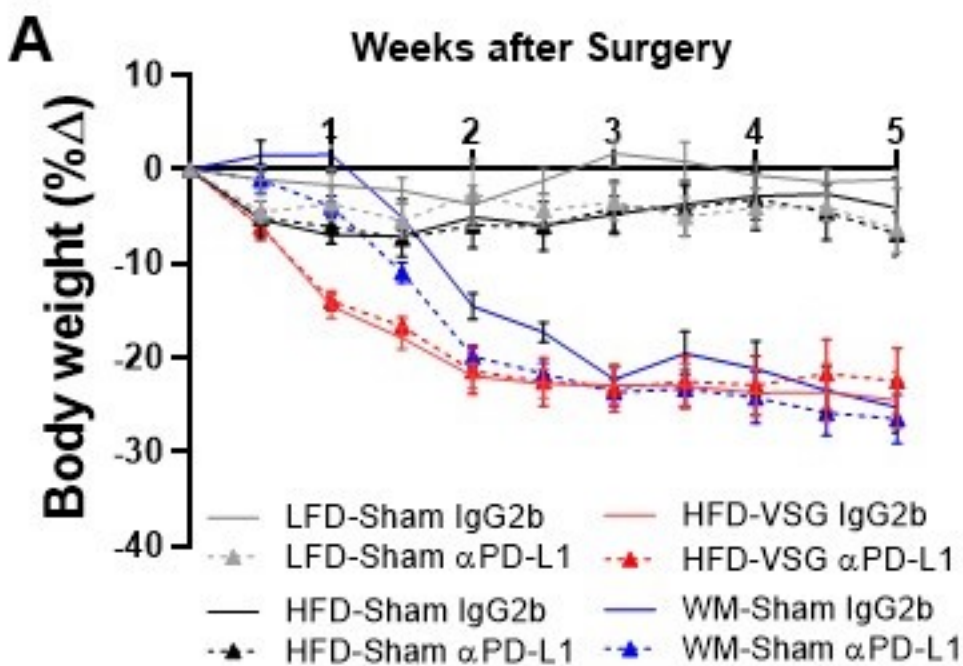 A
Weeks after Surgery
Body weight (%Δ)
10
0
-10
-20
-30
-40
1 2 3 4 5
LFD-Sham IgG2b
LFD-Sham αPD-L1
HFD-Sham IgG2b
HFD-Sham αPD-L1
HFD-VSG IgG2b
HFD-VSG αPD-L1
WM-Sham IgG2b
WM-Sham αPD-L1